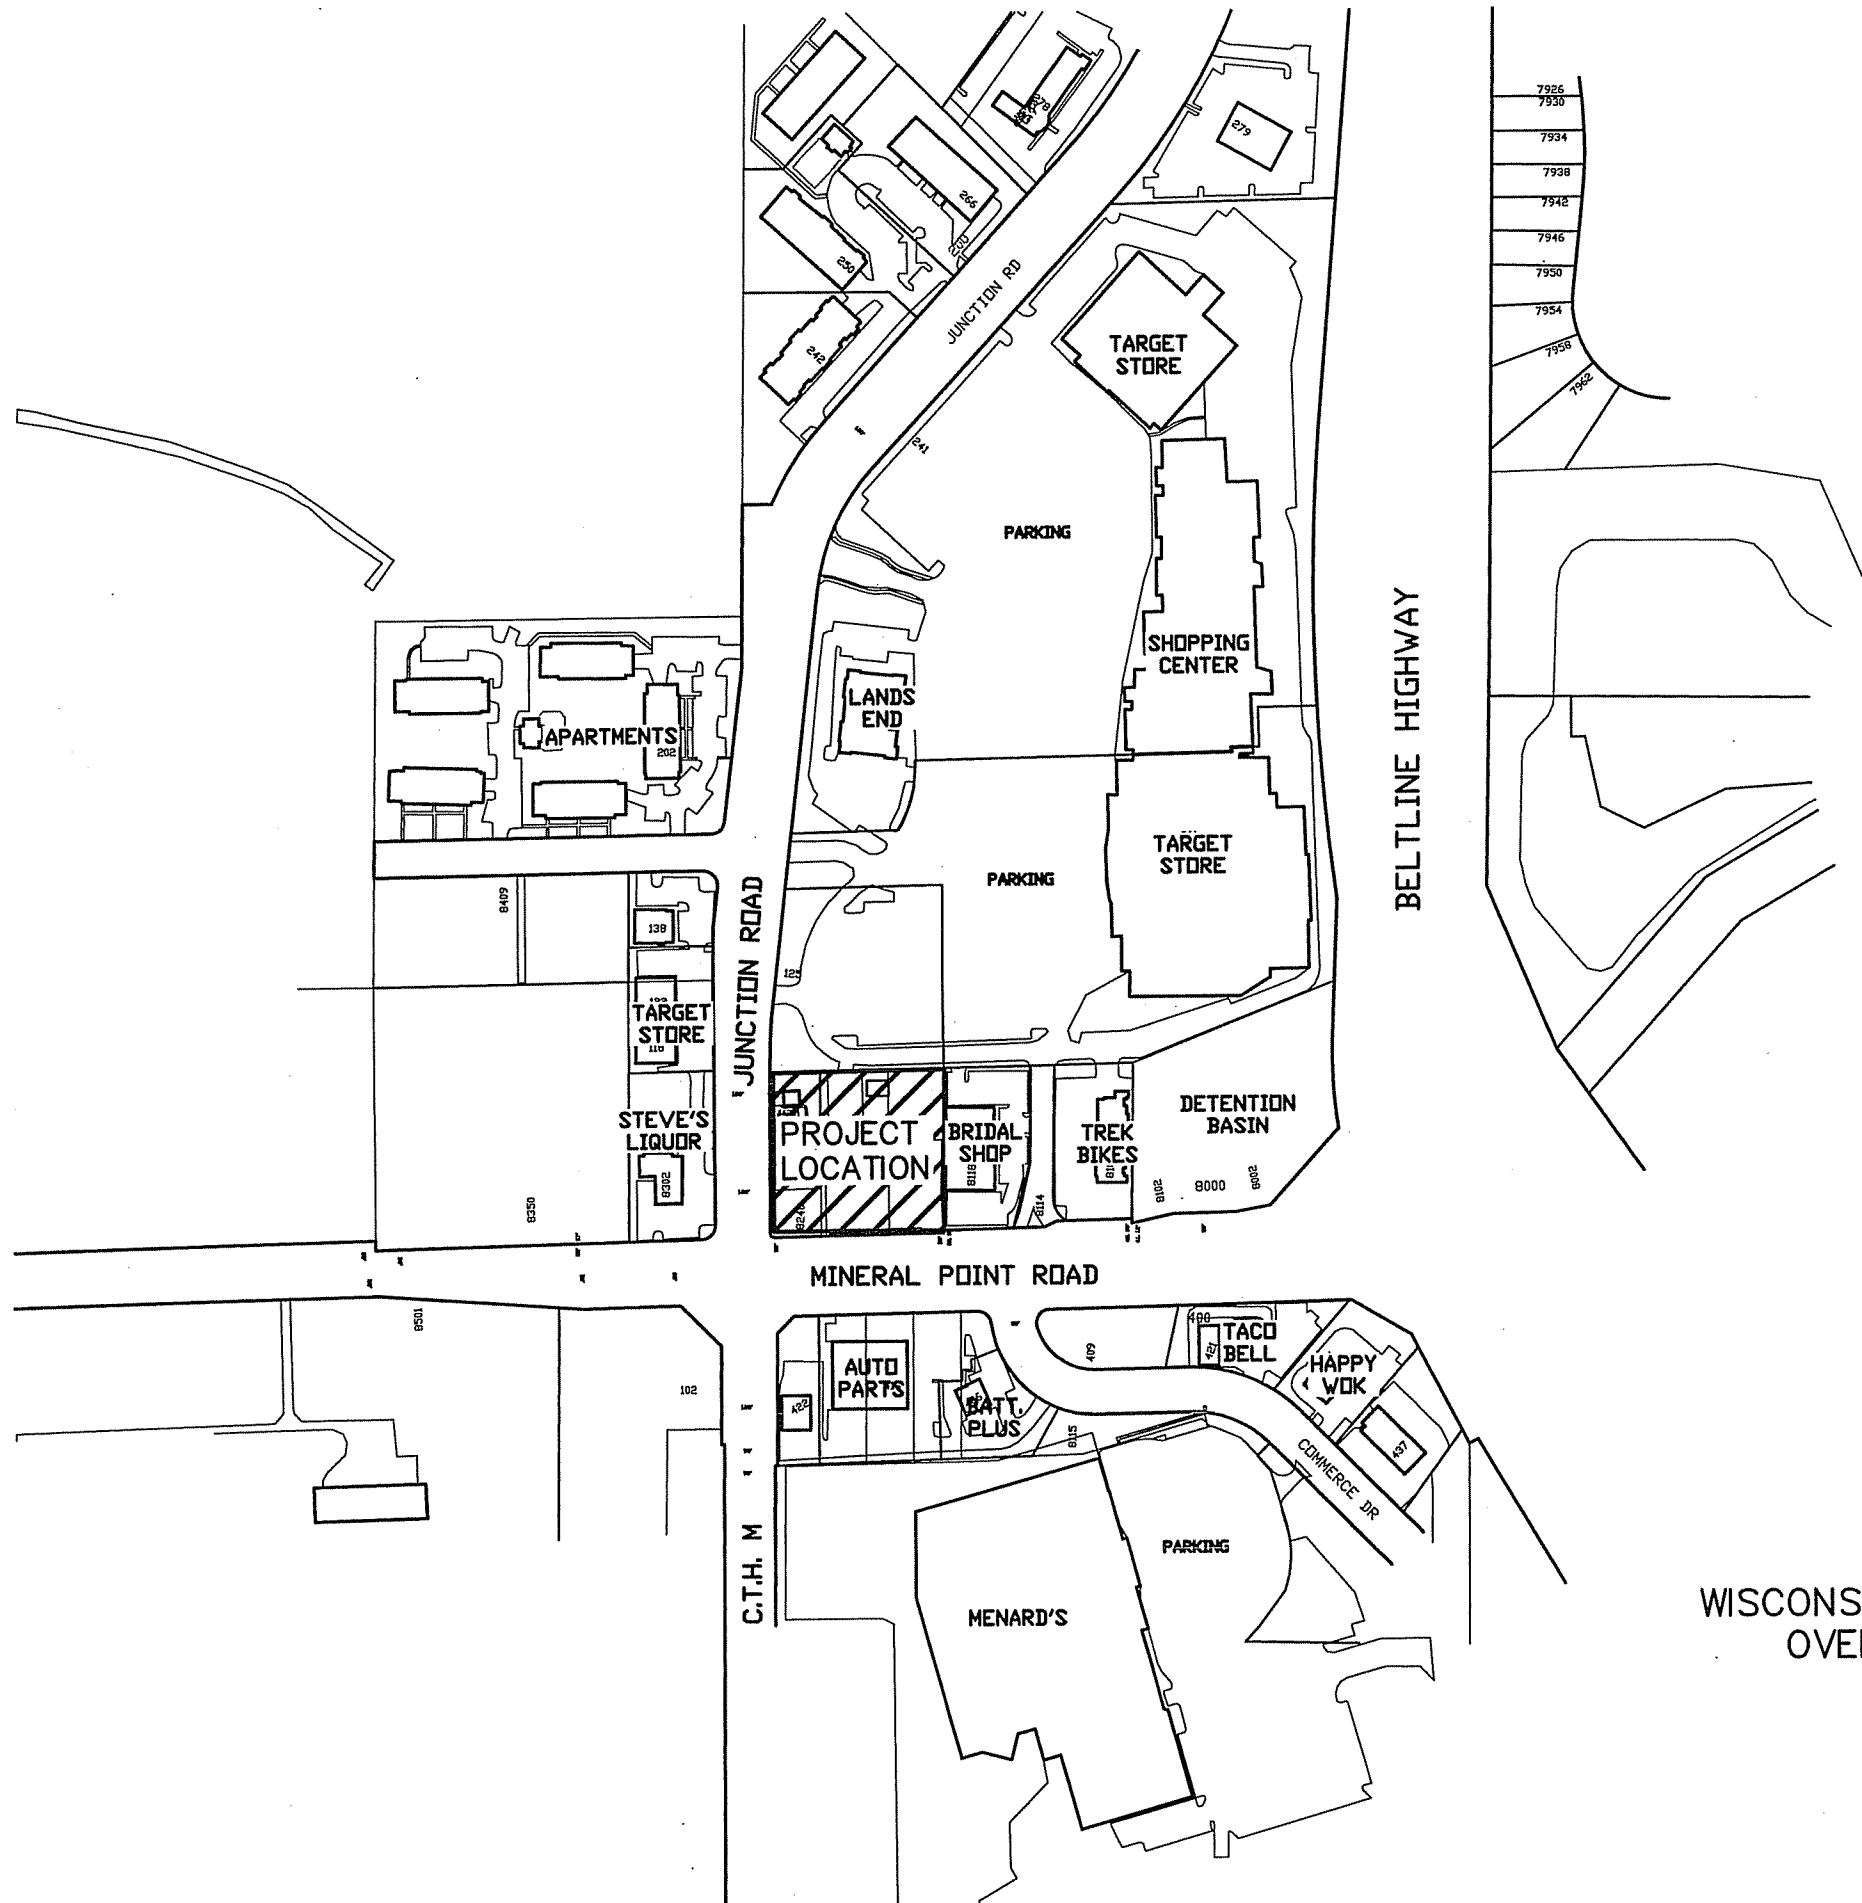 7926
7930
7934
7938
7942
7946
7950
7954
7958
7962
279
266
250
242
JUNCTION RD
TARGET
STORE
241
PARKING
SHOPPING
CENTER
LANDS
END
APARTMENTS
202
BELTLINE HIGHWAY
TARGET
STORE
PARKING
8409
138
JUNCTION ROAD
125
TARGET
STORE
118
STEVE'S
LIQUOR
8302
8350
PROJECT
LOCATION
BRIDAL
SHOP
8118
8114
TREK
BIKES
DETENTION
BASIN
8102
8000
8002
MINERAL POINT ROAD
8501
102
AUTO
PARTS
422
BATT.
PLUS
8115
409
TACO
BELL
421
HAPPY
WOK
437
COMMERCE DR
PARKING
C.T.H. M
MENARD'S
WISCONS
OVE